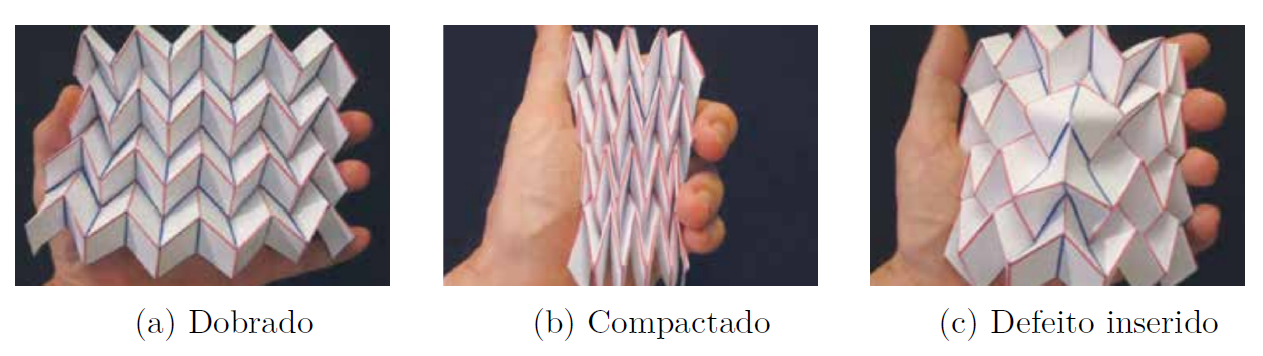 (a) Dobrado
(b) Compactado
(c) Defeito inserido